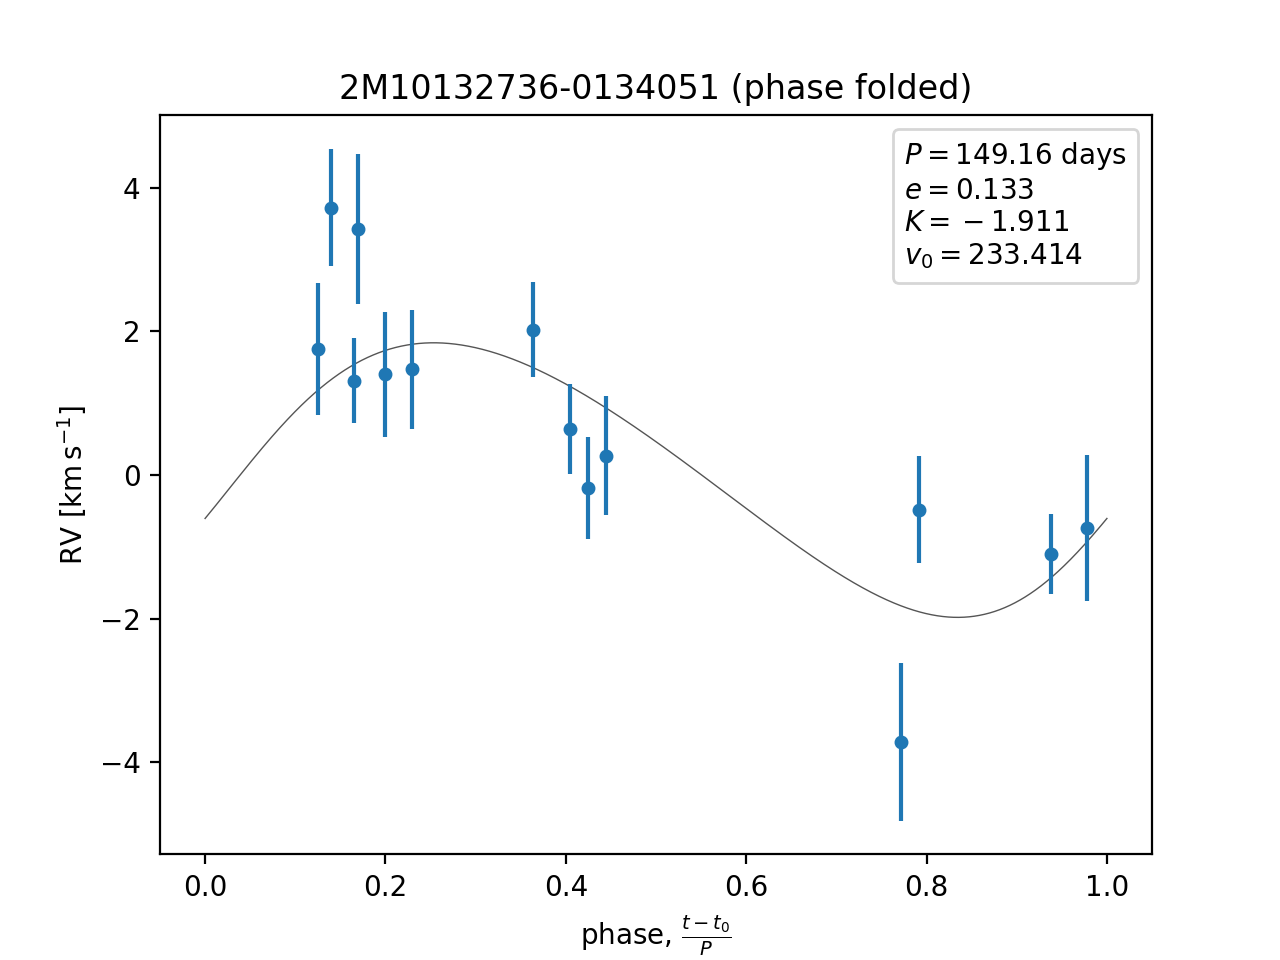 2M10132736-0134051 (phase folded)
P = 149.16 days
e = 0.133
K = −1.911
v₀ = 233.414
RV [km s⁻¹]
4
2
0
−2
−4
0.0 0.2 0.4 0.6 0.8 1.0
phase, (t − t₀)/P